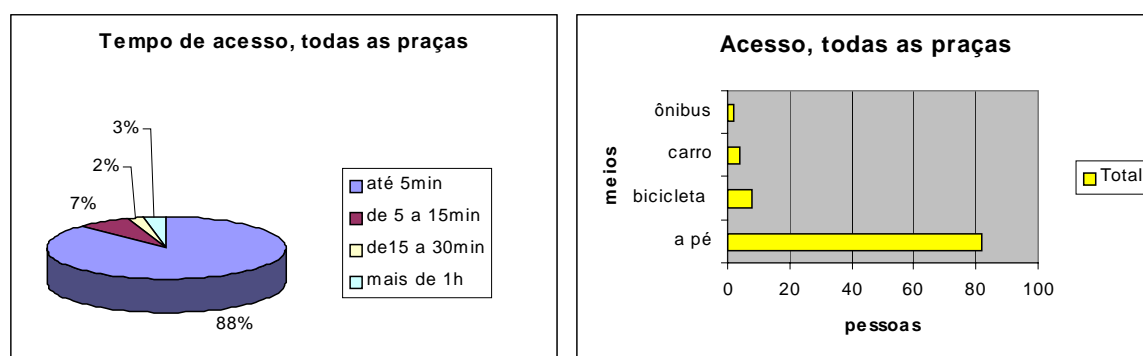 Tempo de acesso, todas as praças
3%
2%
7%
88%
até 5min
de 5 a 15min
de15 a 30min
mais de 1h
Acesso, todas as praças
meios
ônibus
carro
bicicleta
a pé
0 20 40 60 80 100
pessoas
Total